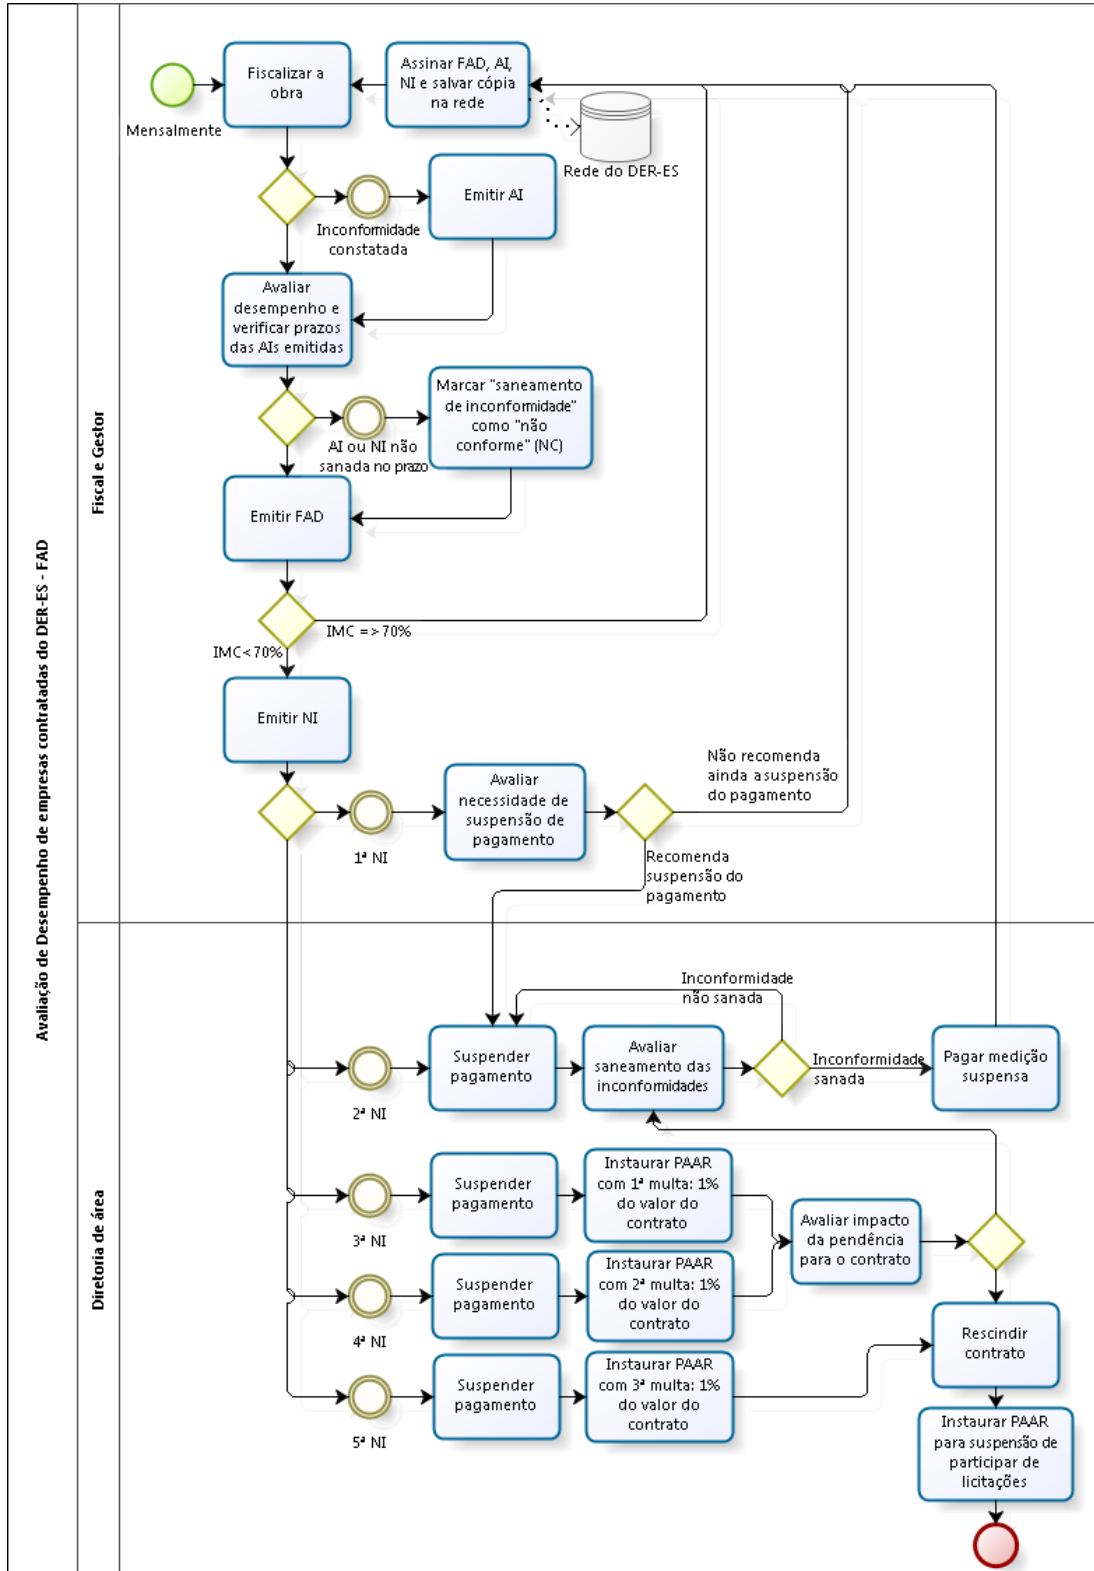 Avaliação de Desempenho de empresas contratadas do DER-ES - FAD
Fiscal e Gestor
Mensalmente
Fiscalizar a
obra
Assinar FAD, AI,
NI e salvar cópia
na rede
Rede do DER-ES
Inconformidade
constatada
Emitir AI
Avaliar
desempenho e
verificar prazos
das AIs emitidas
AI ou NI não
sanada no prazo
Marcar "saneamento
de inconformidade"
como "não
conforme" (NC)
Emitir FAD
IMC =>70%
IMC<70%
Emitir NI
1ª NI
Avaliar
necessidade de
suspensão de
pagamento
Não recomenda
ainda a suspensão
do pagamento
Recomenda
suspensão do
pagamento
Diretoria de área
2ª NI
Suspender
pagamento
Avaliar
saneamento das
inconformidades
Inconformidade
não sanada
Inconformidade
sanada
Pagar medição
suspensa
3ª NI
Suspender
pagamento
Instaurar PAAR
com 1ª multa: 1%
do valor do
contrato
Avaliar impacto
da pendência
para o contrato
4ª NI
Suspender
pagamento
Instaurar PAAR
com 2ª multa: 1%
do valor do
contrato
5ª NI
Suspender
pagamento
Instaurar PAAR
com 3ª multa: 1%
do valor do
contrato
Rescindir
contrato
Instaurar PAAR
para suspensão de
participar de
licitações